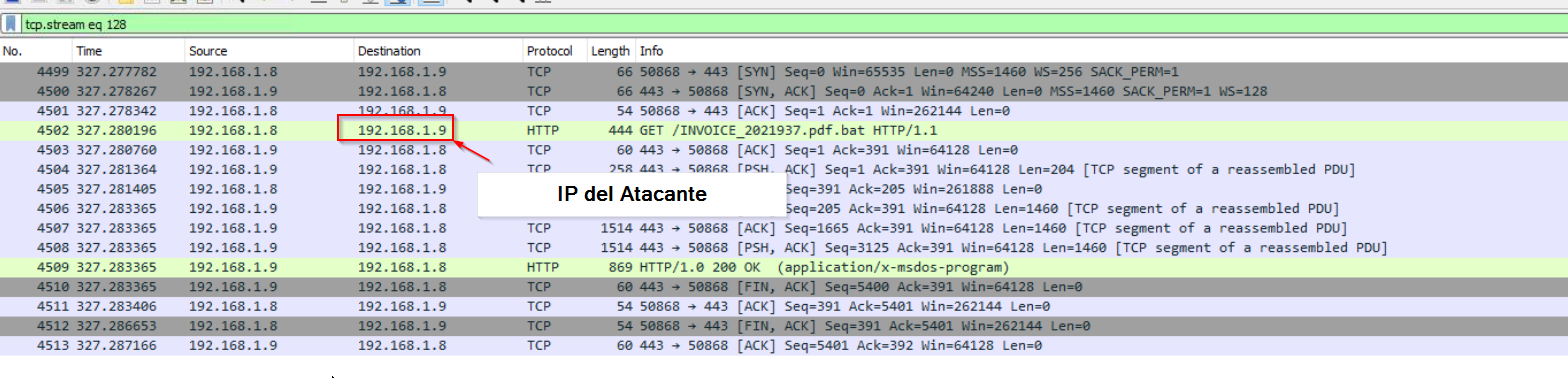 tcp.stream eq 128
No. Time Source Destination Protocol Length Info
4499 327.277782 192.168.1.8 192.168.1.9 TCP 66 50868 → 443 [SYN] Seq=0 Win=65535 Len=0 MSS=1460 WS=256 SACK_PERM=1
4500 327.278267 192.168.1.9 192.168.1.8 TCP 66 443 → 50868 [SYN, ACK] Seq=0 Ack=1 Win=64240 Len=0 MSS=1460 SACK_PERM=1 WS=128
4501 327.278342 192.168.1.8 192.168.1.9 TCP 54 50868 → 443 [ACK] Seq=1 Ack=1 Win=262144 Len=0
4502 327.280196 192.168.1.8 192.168.1.9 HTTP 444 GET /INVOICE_2021937.pdf.bat HTTP/1.1
4503 327.280760 192.168.1.9 192.168.1.8 TCP 60 443 → 50868 [ACK] Seq=1 Ack=391 Win=64128 Len=0
4504 327.281364 192.168.1.9 192.168.1.8 TCP 258 443 → 50868 [PSH, ACK] Seq=1 Ack=391 Win=64128 Len=204 [TCP segment of a reassembled PDU]
4505 327.281405 192.168.1.8 192.168.1.9 Seq=391 Ack=205 Win=261888 Len=0
IP del Atacante
4506 327.283365 192.168.1.9 192.168.1.8 Seq=205 Ack=391 Win=64128 Len=1460 [TCP segment of a reassembled PDU]
4507 327.283365 192.168.1.9 192.168.1.8 TCP 1514 443 → 50868 [ACK] Seq=1665 Ack=391 Win=64128 Len=1460 [TCP segment of a reassembled PDU]
4508 327.283365 192.168.1.9 192.168.1.8 TCP 1514 443 → 50868 [PSH, ACK] Seq=3125 Ack=391 Win=64128 Len=1460 [TCP segment of a reassembled PDU]
4509 327.283365 192.168.1.9 192.168.1.8 HTTP 869 HTTP/1.0 200 OK (application/x-msdos-program)
4510 327.283365 192.168.1.9 192.168.1.8 TCP 60 443 → 50868 [FIN, ACK] Seq=5400 Ack=391 Win=64128 Len=0
4511 327.283406 192.168.1.8 192.168.1.9 TCP 54 50868 → 443 [ACK] Seq=391 Ack=5401 Win=262144 Len=0
4512 327.286653 192.168.1.8 192.168.1.9 TCP 54 50868 → 443 [FIN, ACK] Seq=391 Ack=5401 Win=262144 Len=0
4513 327.287166 192.168.1.9 192.168.1.8 TCP 60 443 → 50868 [ACK] Seq=5401 Ack=392 Win=64128 Len=0